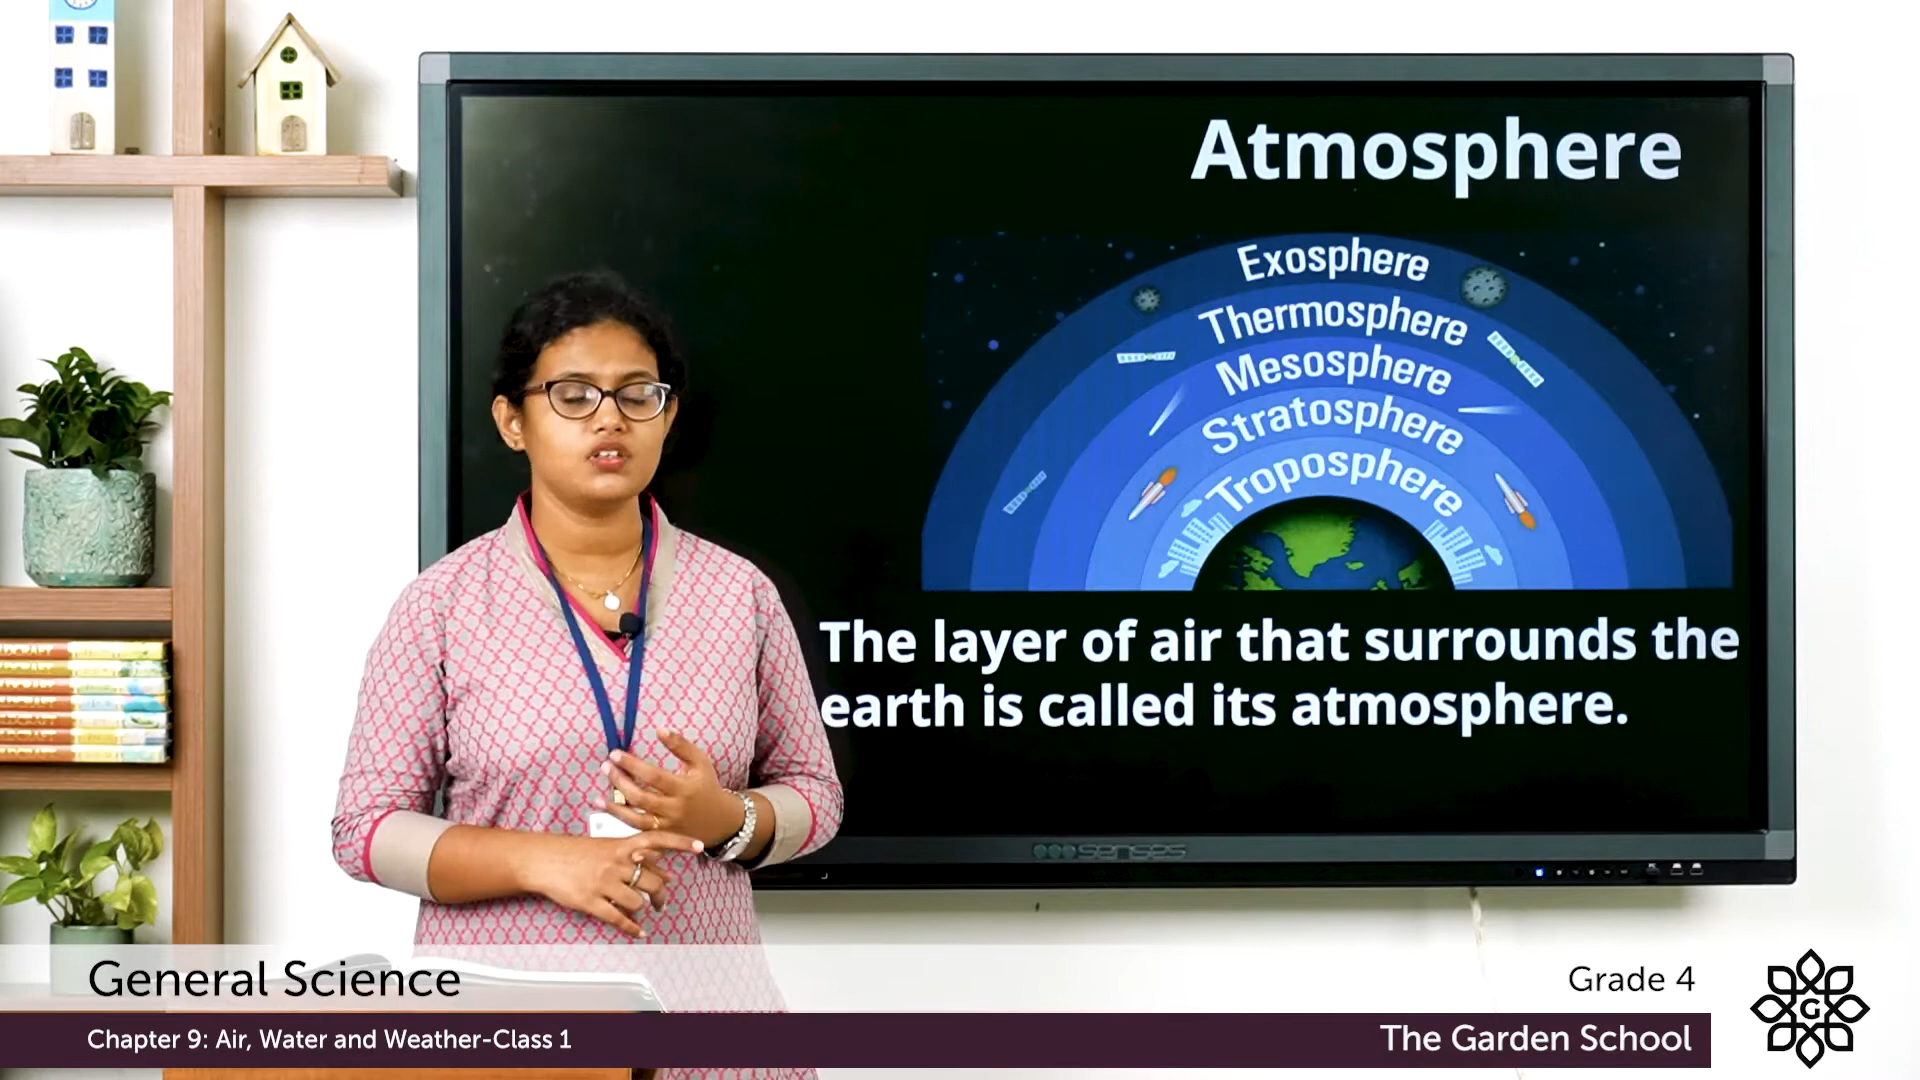 Atmosphere
Exosphere
Thermosphere
Mesosphere
Stratosphere
Troposphere
The layer of air that surrounds the
earth is called its atmosphere.
senses
General Science
Grade 4
Chapter 9: Air, Water and Weather-Class 1
The Garden School
G